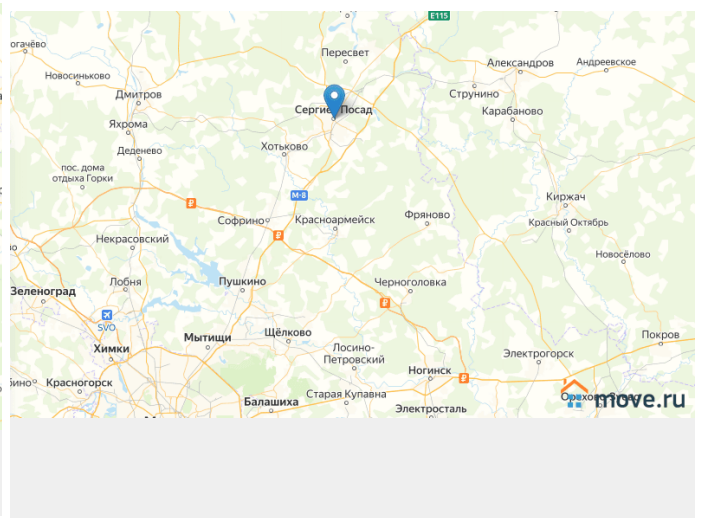 E115
огачёво
Пересвет
Александров
Андреевское
Новосиньково
Дмитров
Струнино
Сергиев Посад
Карабаново
Яхрома
Деденево
Хотьково
пос. дома
отдыха Горки
М-8
Киржач
Софрино
Красноармейск
Фряново
Красный Октябрь
Некрасовский
Новосёлово
Лобня
Пушкино
Черноголовка
Зеленоград
SVO
Мытищи
Щёлково
Покров
Химки
Лосино-
Петровский
Электрогорск
Ногинск
бино
Красногорск
Старая Купавна
Балашиха
Электросталь
move.ru